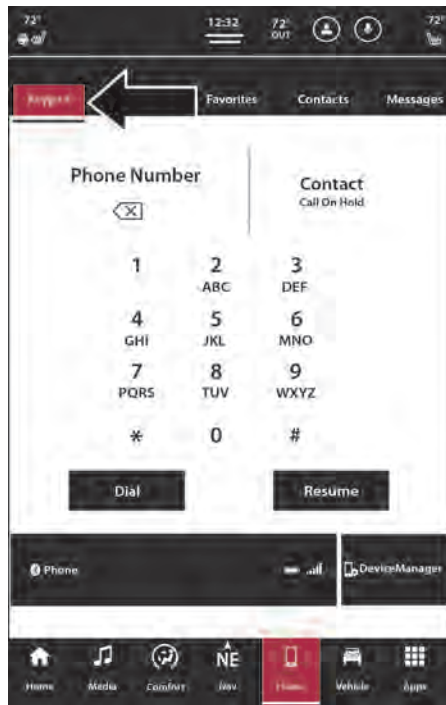 72° 12:32 72° 72°
OUT
Keypad Favorites Contacts Messages
Phone Number Contact
Call On Hold
1 2 3
ABC DEF
4 5 6
GHI JKL MNO
7 8 9
PQRS TUV WXYZ
* 0 #
Dial Resume
Phone DeviceManager
NE
Home Media Comfort Nav Vehicle Apps